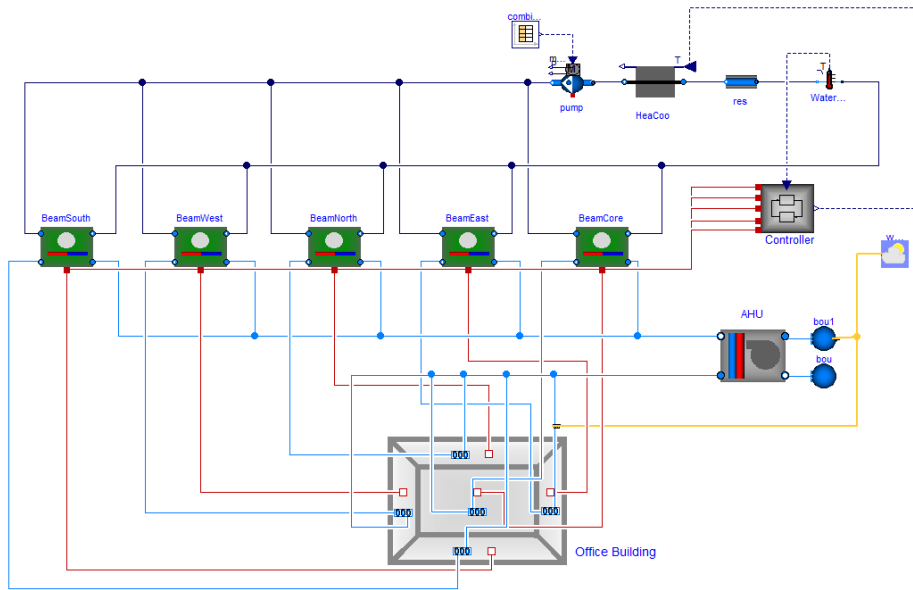 combi...
B...
T
T
pump
HeaCoo
res
Water...
BeamSouth
BeamWest
BeamNorth
BeamEast
BeamCore
Controller
w...
AHU
bou1
bou
Office Building